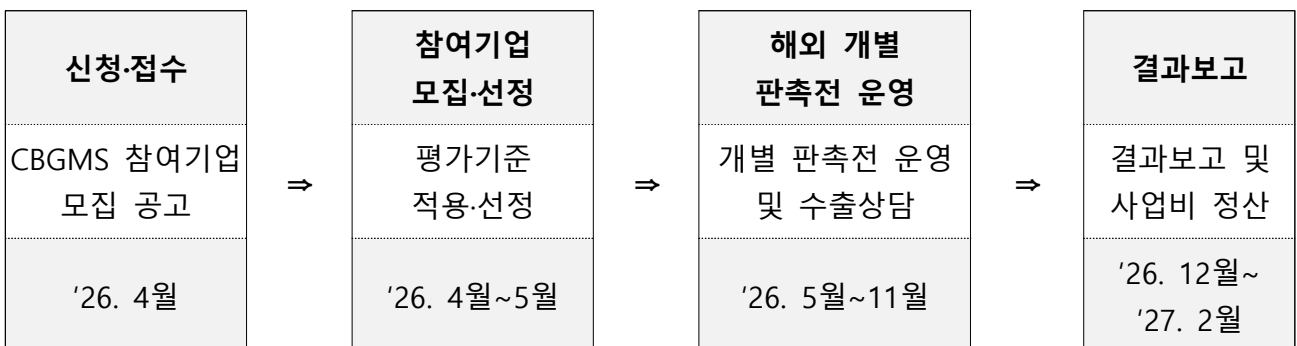 신청·접수
CBGMS 참여기업
모집 공고
'26. 4월
⇒
참여기업
모집·선정
평가기준
적용·선정
'26. 4월~5월
⇒
해외 개별
판촉전 운영
개별 판촉전 운영
및 수출상담
'26. 5월~11월
⇒
결과보고
결과보고 및
사업비 정산
'26. 12월~
'27. 2월